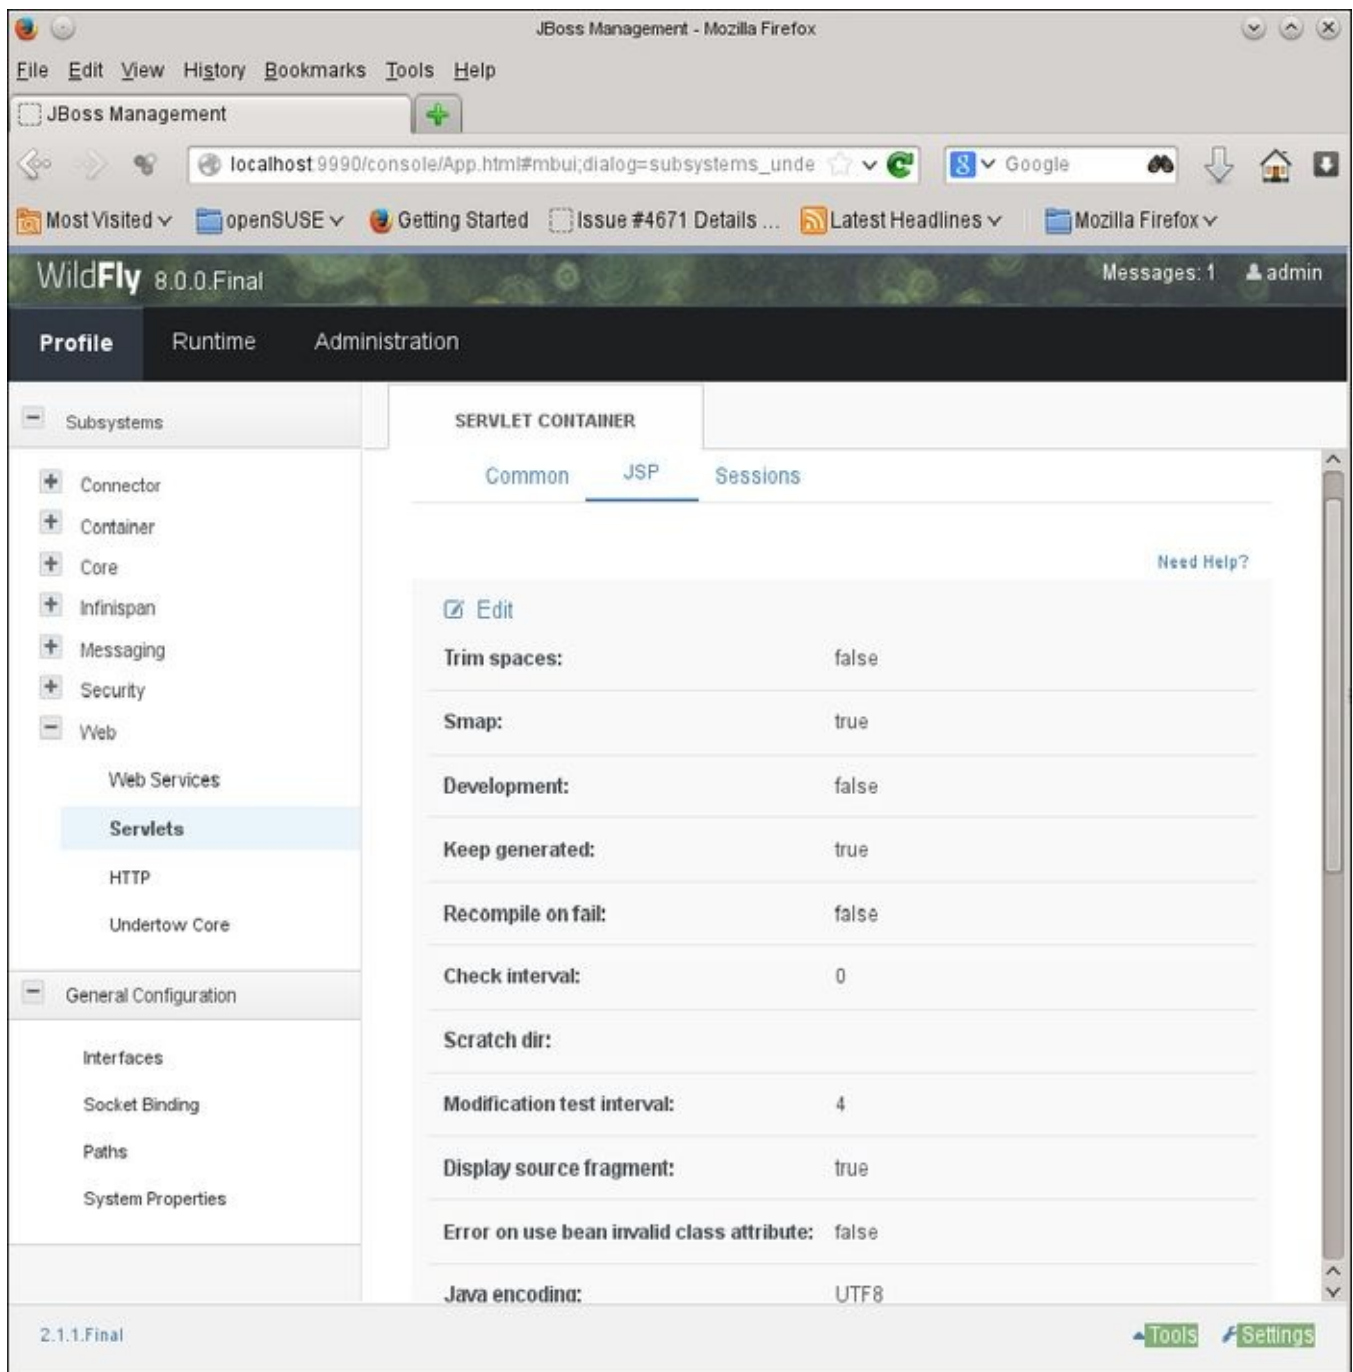 JBoss Management - Mozilla Firefox
File Edit View History Bookmarks Tools Help
JBoss Management
localhost:9990/console/App.html#mbui;dialog=subsystems_unde
8 Google
Most Visited openSUSE Getting Started Issue #4671 Details ... Latest Headlines Mozilla Firefox
WildFly 8.0.0.Final
Messages: 1 admin
Profile Runtime Administration
Subsystems
Connector
Container
Core
Infinispan
Messaging
Security
Web
Web Services
Servlets
HTTP
Undertow Core
General Configuration
Interfaces
Socket Binding
Paths
System Properties
SERVLET CONTAINER
Common JSP Sessions
Need Help?
Edit
Trim spaces: false
Smap: true
Development: false
Keep generated: true
Recompile on fail: false
Check interval: 0
Scratch dir:
Modification test interval: 4
Display source fragment: true
Error on use bean invalid class attribute: false
Java encoding: UTF8
2.1.1.Final
Tools Settings